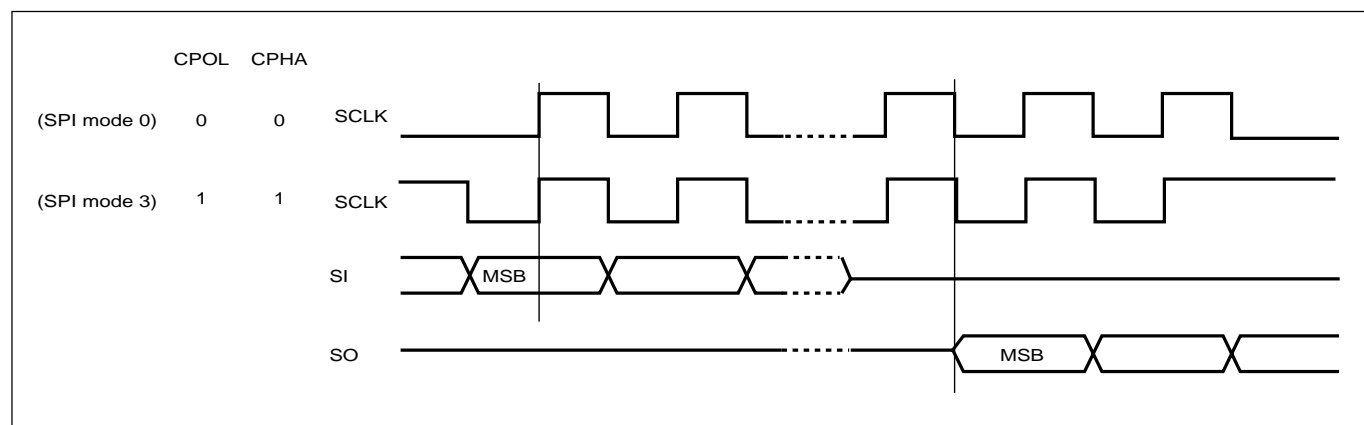 CPOL CPHA
(SPI mode 0) 0 0 SCLK
(SPI mode 3) 1 1 SCLK
SI MSB
SO MSB